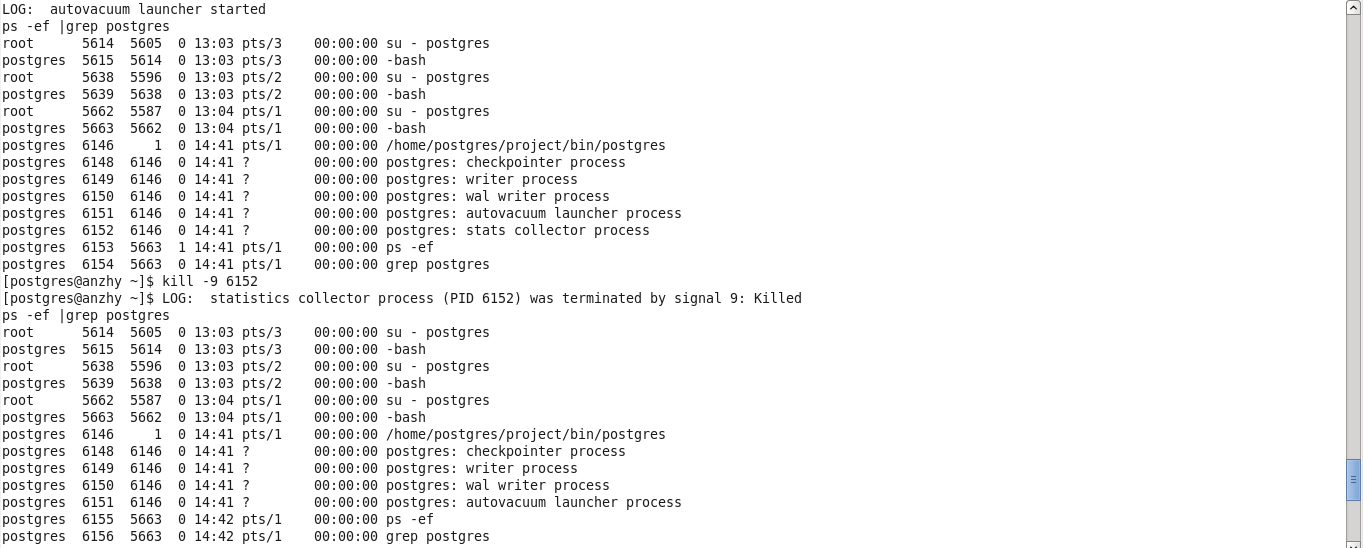 LOG:  autovacuum launcher started
ps -ef |grep postgres
root      5614  5605  0 13:03 pts/3    00:00:00 su - postgres
postgres  5615  5614  0 13:03 pts/3    00:00:00 -bash
root      5638  5596  0 13:03 pts/2    00:00:00 su - postgres
postgres  5639  5638  0 13:03 pts/2    00:00:00 -bash
root      5662  5587  0 13:04 pts/1    00:00:00 su - postgres
postgres  5663  5662  0 13:04 pts/1    00:00:00 -bash
postgres  6146     1  0 14:41 pts/1    00:00:00 /home/postgres/project/bin/postgres
postgres  6148  6146  0 14:41 ?        00:00:00 postgres: checkpointer process
postgres  6149  6146  0 14:41 ?        00:00:00 postgres: writer process
postgres  6150  6146  0 14:41 ?        00:00:00 postgres: wal writer process
postgres  6151  6146  0 14:41 ?        00:00:00 postgres: autovacuum launcher process
postgres  6152  6146  0 14:41 ?        00:00:00 postgres: stats collector process
postgres  6153  5663  1 14:41 pts/1    00:00:00 ps -ef
postgres  6154  5663  0 14:41 pts/1    00:00:00 grep postgres
[postgres@anzhy ~]$ kill -9 6152
[postgres@anzhy ~]$ LOG:  statistics collector process (PID 6152) was terminated by signal 9: Killed
ps -ef |grep postgres
root      5614  5605  0 13:03 pts/3    00:00:00 su - postgres
postgres  5615  5614  0 13:03 pts/3    00:00:00 -bash
root      5638  5596  0 13:03 pts/2    00:00:00 su - postgres
postgres  5639  5638  0 13:03 pts/2    00:00:00 -bash
root      5662  5587  0 13:04 pts/1    00:00:00 su - postgres
postgres  5663  5662  0 13:04 pts/1    00:00:00 -bash
postgres  6146     1  0 14:41 pts/1    00:00:00 /home/postgres/project/bin/postgres
postgres  6148  6146  0 14:41 ?        00:00:00 postgres: checkpointer process
postgres  6149  6146  0 14:41 ?        00:00:00 postgres: writer process
postgres  6150  6146  0 14:41 ?        00:00:00 postgres: wal writer process
postgres  6151  6146  0 14:41 ?        00:00:00 postgres: autovacuum launcher process
postgres  6155  5663  0 14:42 pts/1    00:00:00 ps -ef
postgres  6156  5663  0 14:42 pts/1    00:00:00 grep postgres